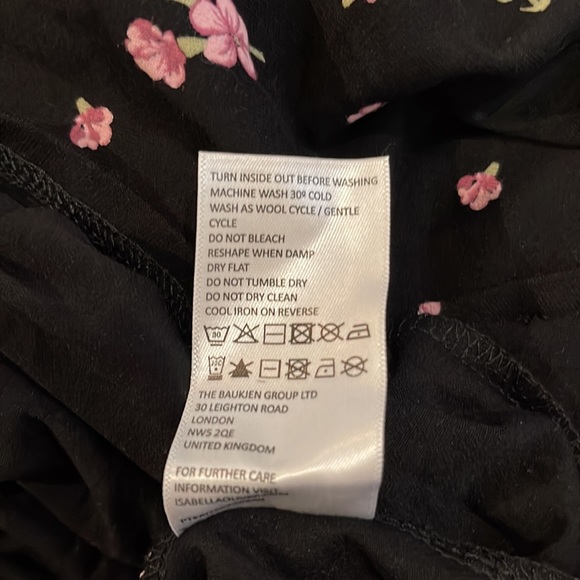 TURN INSIDE OUT BEFORE WASHING
MACHINE WASH 30º COLD
WASH AS WOOL CYCLE / GENTLE
CYCLE
DO NOT BLEACH
RESHAPE WHEN DAMP
DRY FLAT
DO NOT TUMBLE DRY
DO NOT DRY CLEAN
COOL IRON ON REVERSE
30
THE BAUKJEN GROUP LTD
30 LEIGHTON ROAD
LONDON
NW5 2QE
UNITED KINGDOM
FOR FURTHER CARE
INFORMATION VISIT